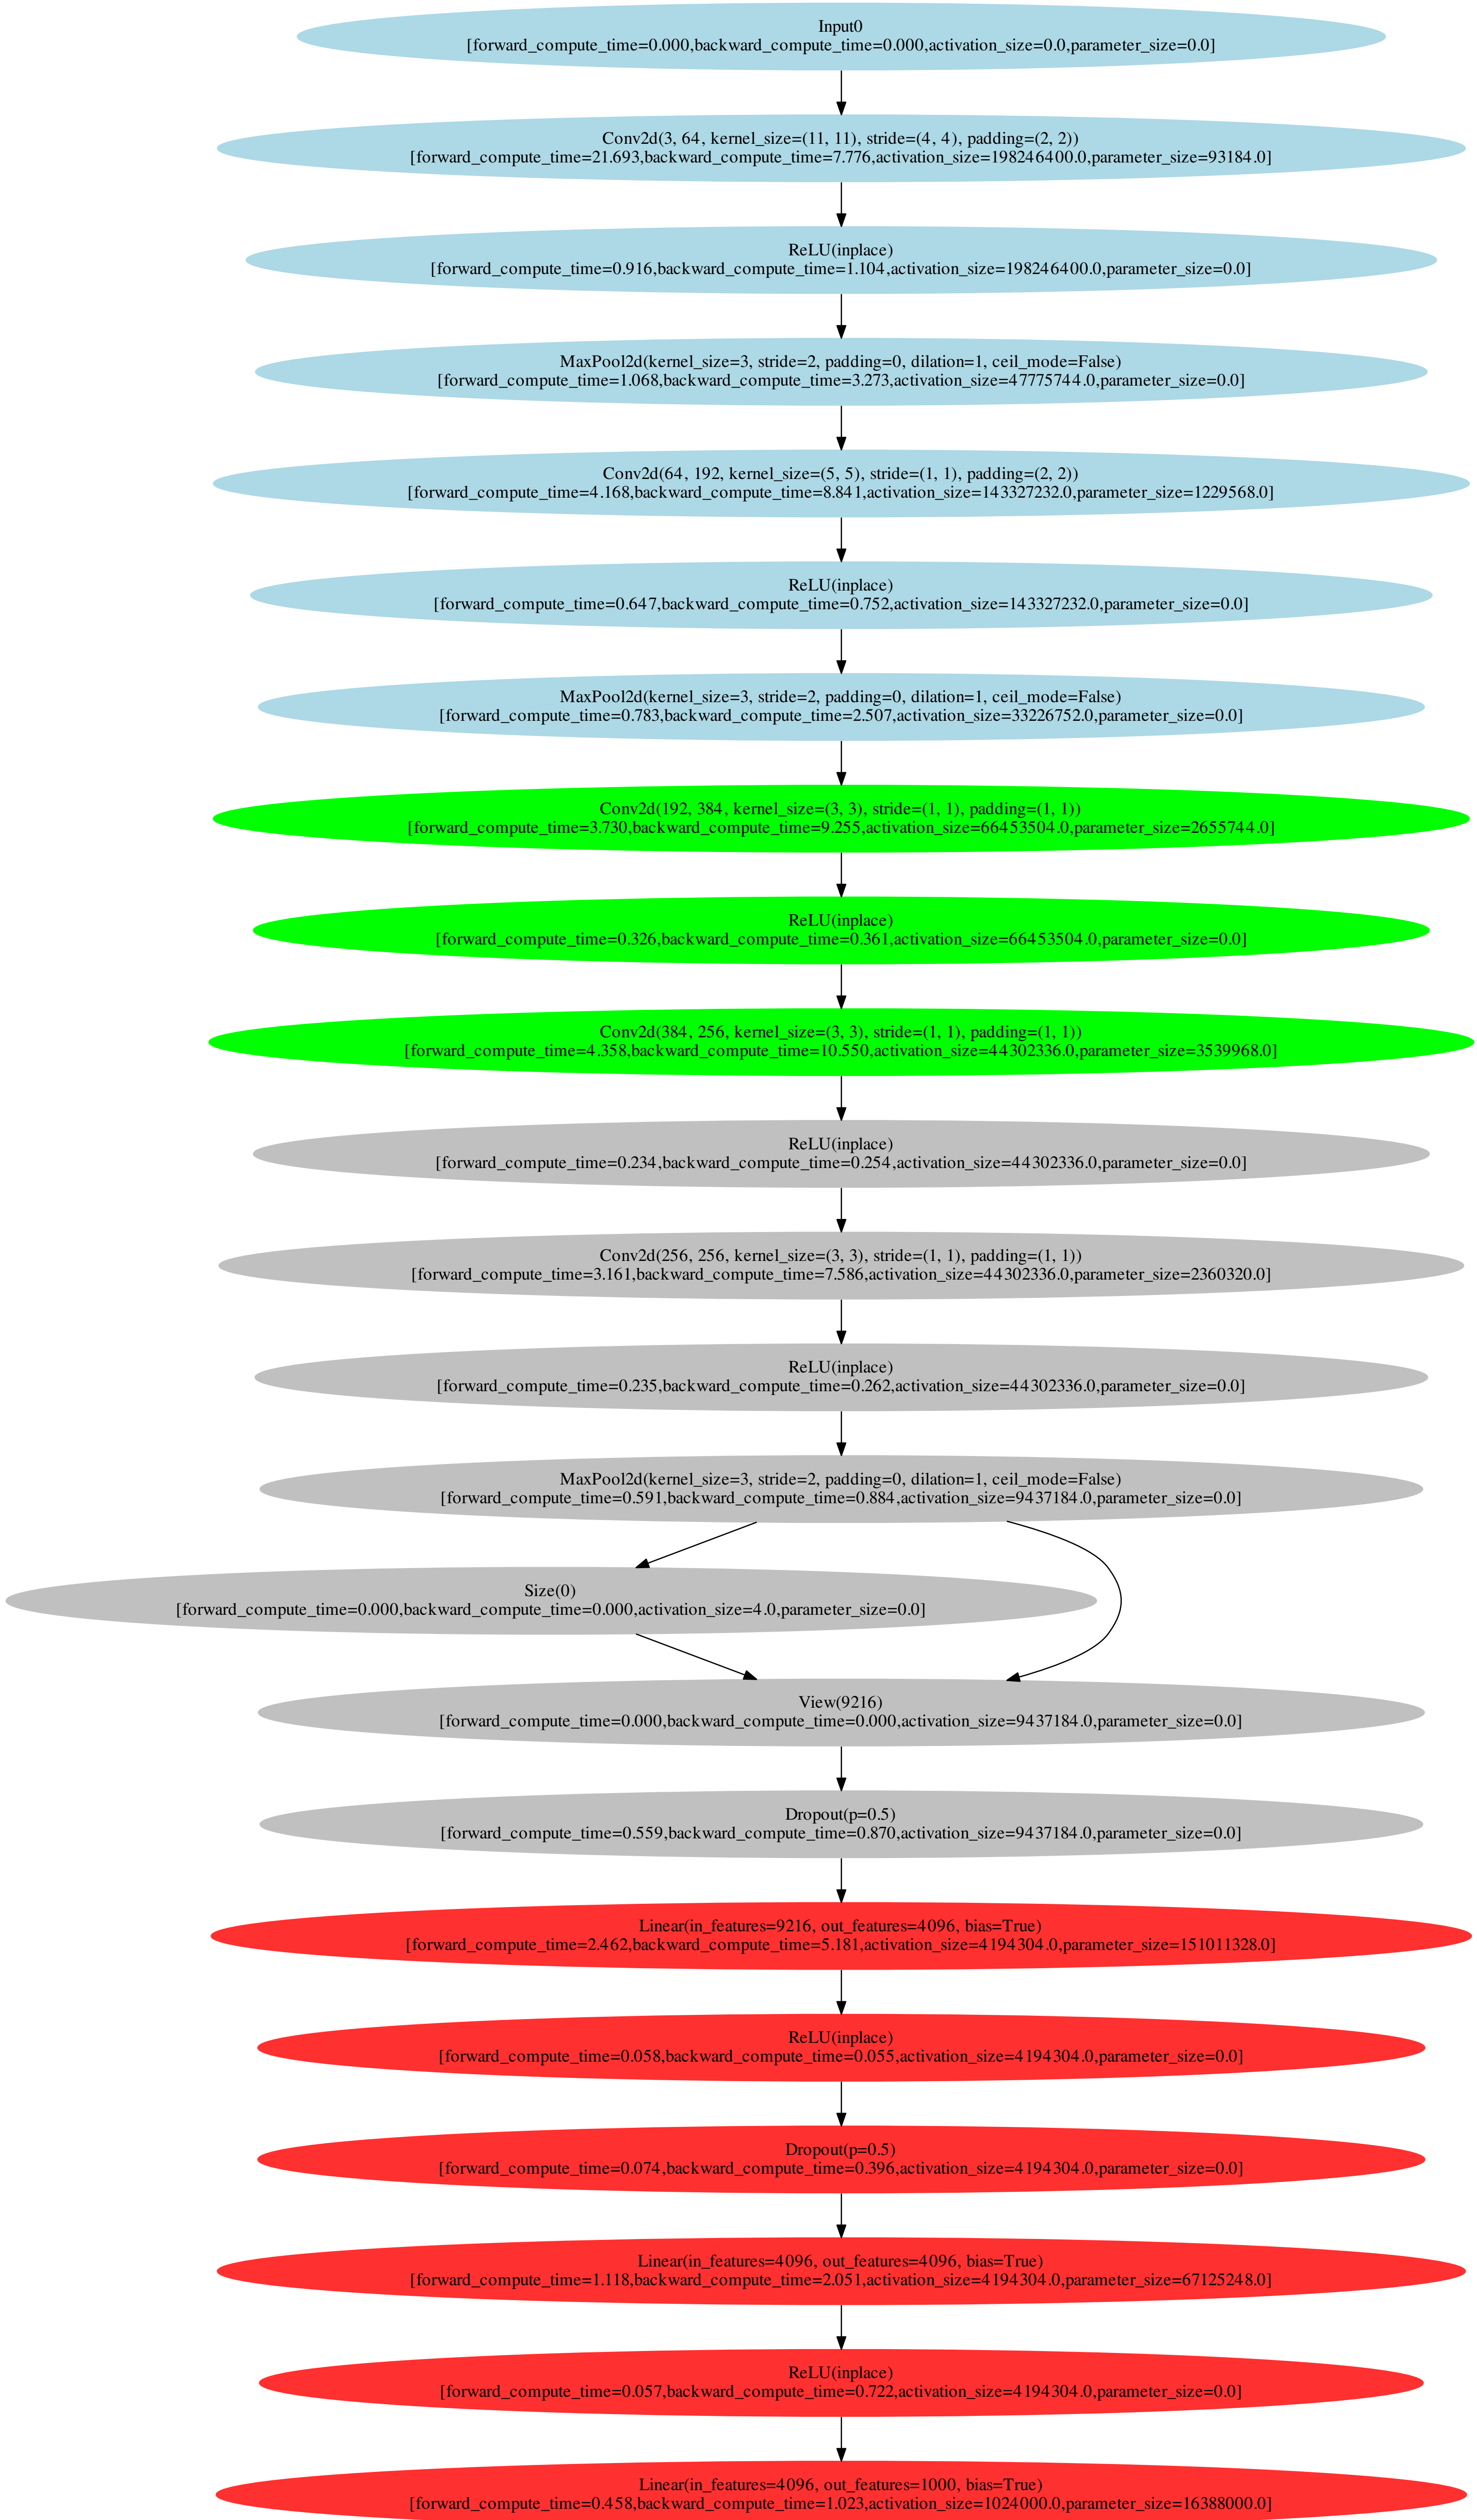 Input0
[forward_compute_time=0.000,backward_compute_time=0.000,activation_size=0.0,parameter_size=0.0]
Conv2d(3, 64, kernel_size=(11, 11), stride=(4, 4), padding=(2, 2))
[forward_compute_time=21.693,backward_compute_time=7.776,activation_size=198246400.0,parameter_size=93184.0]
ReLU(inplace)
[forward_compute_time=0.916,backward_compute_time=1.104,activation_size=198246400.0,parameter_size=0.0]
MaxPool2d(kernel_size=3, stride=2, padding=0, dilation=1, ceil_mode=False)
[forward_compute_time=1.068,backward_compute_time=3.273,activation_size=47775744.0,parameter_size=0.0]
Conv2d(64, 192, kernel_size=(5, 5), stride=(1, 1), padding=(2, 2))
[forward_compute_time=4.168,backward_compute_time=8.841,activation_size=143327232.0,parameter_size=1229568.0]
ReLU(inplace)
[forward_compute_time=0.647,backward_compute_time=0.752,activation_size=143327232.0,parameter_size=0.0]
MaxPool2d(kernel_size=3, stride=2, padding=0, dilation=1, ceil_mode=False)
[forward_compute_time=0.783,backward_compute_time=2.507,activation_size=33226752.0,parameter_size=0.0]
Conv2d(192, 384, kernel_size=(3, 3), stride=(1, 1), padding=(1, 1))
[forward_compute_time=3.730,backward_compute_time=9.255,activation_size=66453504.0,parameter_size=2655744.0]
ReLU(inplace)
[forward_compute_time=0.326,backward_compute_time=0.361,activation_size=66453504.0,parameter_size=0.0]
Conv2d(384, 256, kernel_size=(3, 3), stride=(1, 1), padding=(1, 1))
[forward_compute_time=4.358,backward_compute_time=10.550,activation_size=44302336.0,parameter_size=3539968.0]
ReLU(inplace)
[forward_compute_time=0.234,backward_compute_time=0.254,activation_size=44302336.0,parameter_size=0.0]
Conv2d(256, 256, kernel_size=(3, 3), stride=(1, 1), padding=(1, 1))
[forward_compute_time=3.161,backward_compute_time=7.586,activation_size=44302336.0,parameter_size=2360320.0]
ReLU(inplace)
[forward_compute_time=0.235,backward_compute_time=0.262,activation_size=44302336.0,parameter_size=0.0]
MaxPool2d(kernel_size=3, stride=2, padding=0, dilation=1, ceil_mode=False)
[forward_compute_time=0.591,backward_compute_time=0.884,activation_size=9437184.0,parameter_size=0.0]
Size(0)
[forward_compute_time=0.000,backward_compute_time=0.000,activation_size=4.0,parameter_size=0.0]
View(9216)
[forward_compute_time=0.000,backward_compute_time=0.000,activation_size=9437184.0,parameter_size=0.0]
Dropout(p=0.5)
[forward_compute_time=0.559,backward_compute_time=0.870,activation_size=9437184.0,parameter_size=0.0]
Linear(in_features=9216, out_features=4096, bias=True)
[forward_compute_time=2.462,backward_compute_time=5.181,activation_size=4194304.0,parameter_size=151011328.0]
ReLU(inplace)
[forward_compute_time=0.058,backward_compute_time=0.055,activation_size=4194304.0,parameter_size=0.0]
Dropout(p=0.5)
[forward_compute_time=0.074,backward_compute_time=0.396,activation_size=4194304.0,parameter_size=0.0]
Linear(in_features=4096, out_features=4096, bias=True)
[forward_compute_time=1.118,backward_compute_time=2.051,activation_size=4194304.0,parameter_size=67125248.0]
ReLU(inplace)
[forward_compute_time=0.057,backward_compute_time=0.722,activation_size=4194304.0,parameter_size=0.0]
Linear(in_features=4096, out_features=1000, bias=True)
[forward_compute_time=0.458,backward_compute_time=1.023,activation_size=1024000.0,parameter_size=16388000.0]